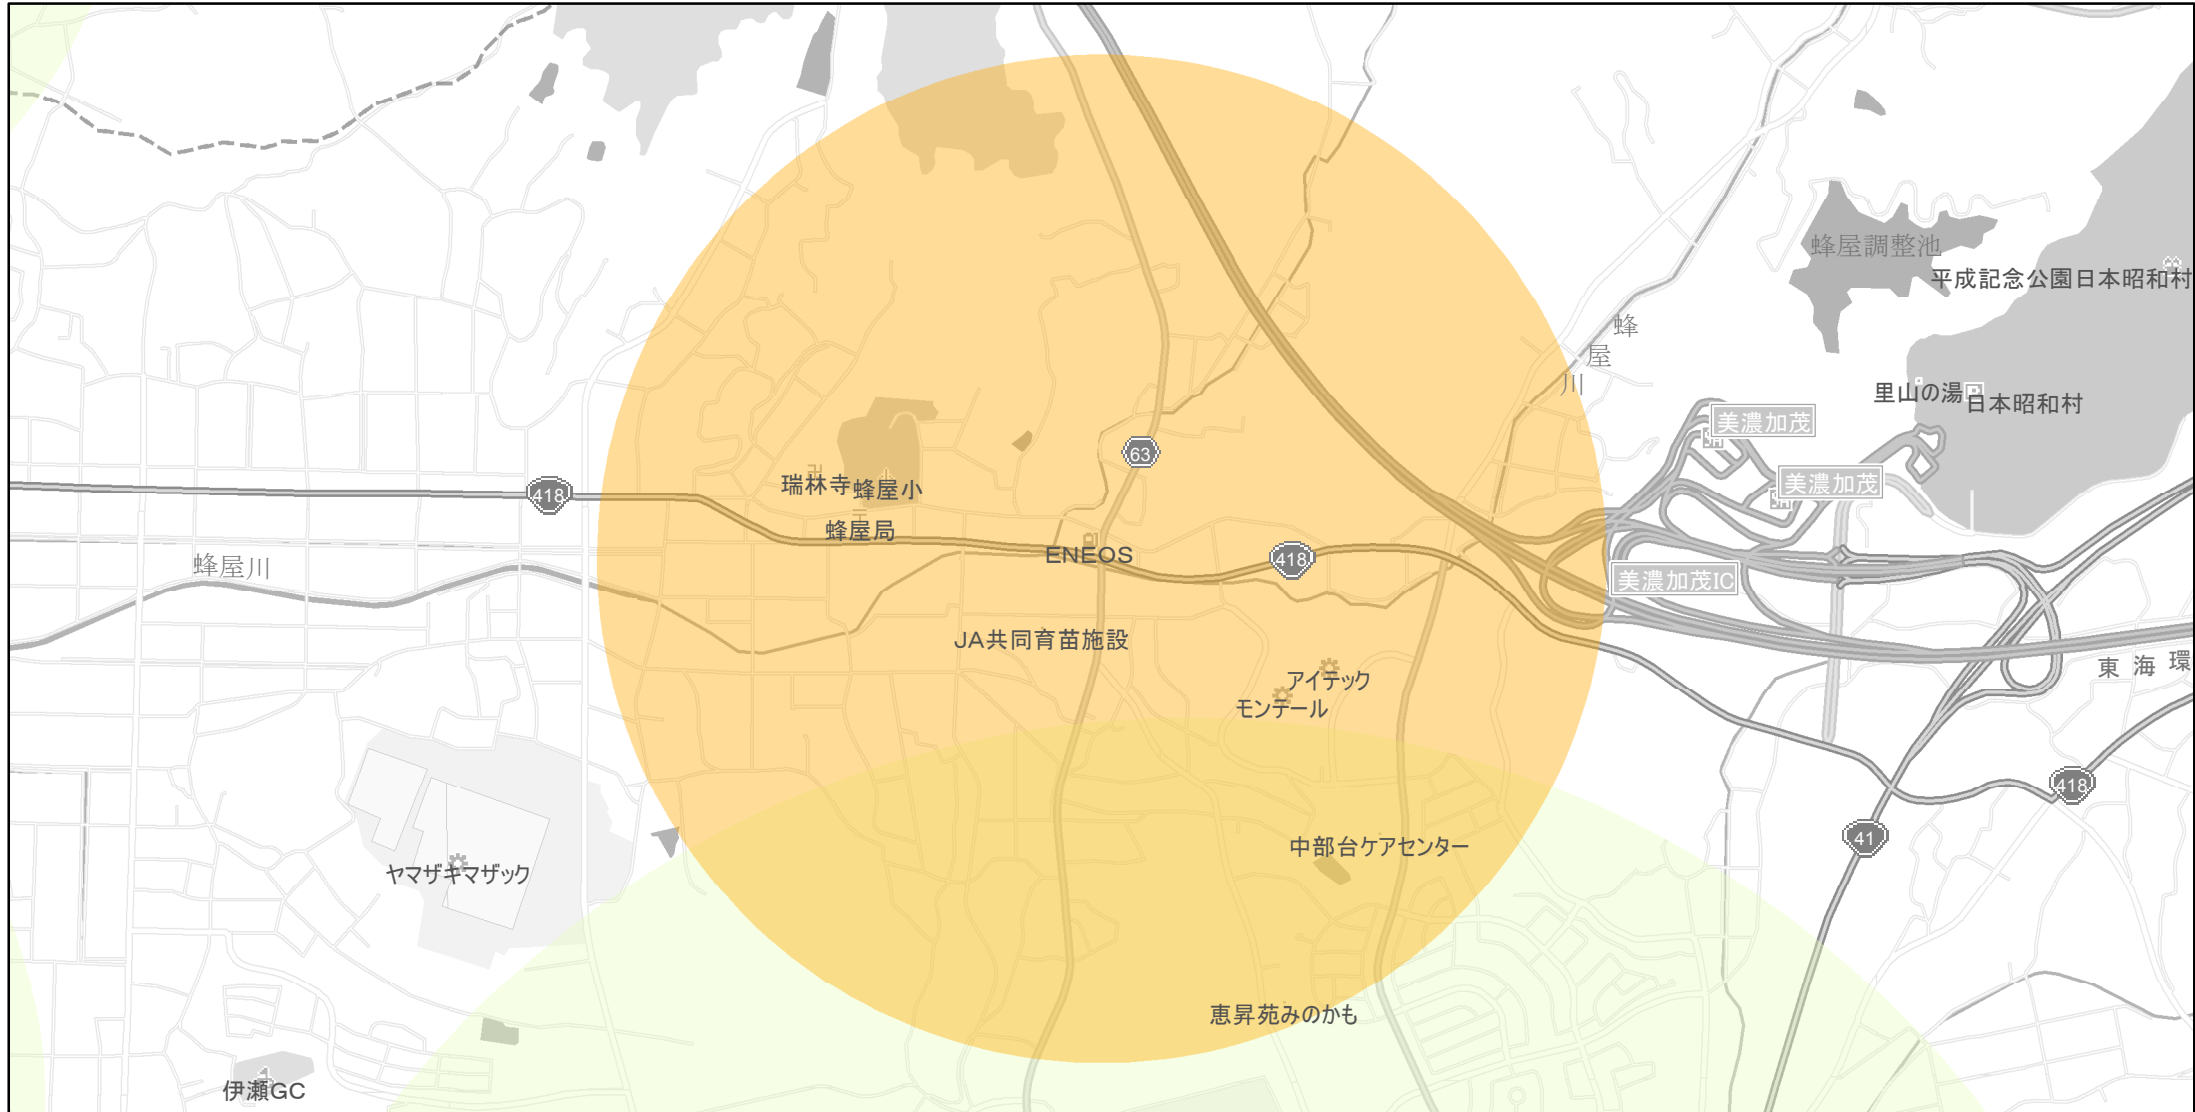 蜂屋調整池
平成記念公園日本昭和村
蜂屋川
63
里山の湯
P
日本昭和村
美濃加茂
美濃加茂
418
瑞林寺
蜂屋小
蜂屋局
ENEOS
418
蜂屋川
美濃加茂IC
JA共同育苗施設
東海環
アイテック
モンテール
418
41
中部台ケアセンター
ヤマザキマザック
恵昇苑みのかも
伊瀬GC